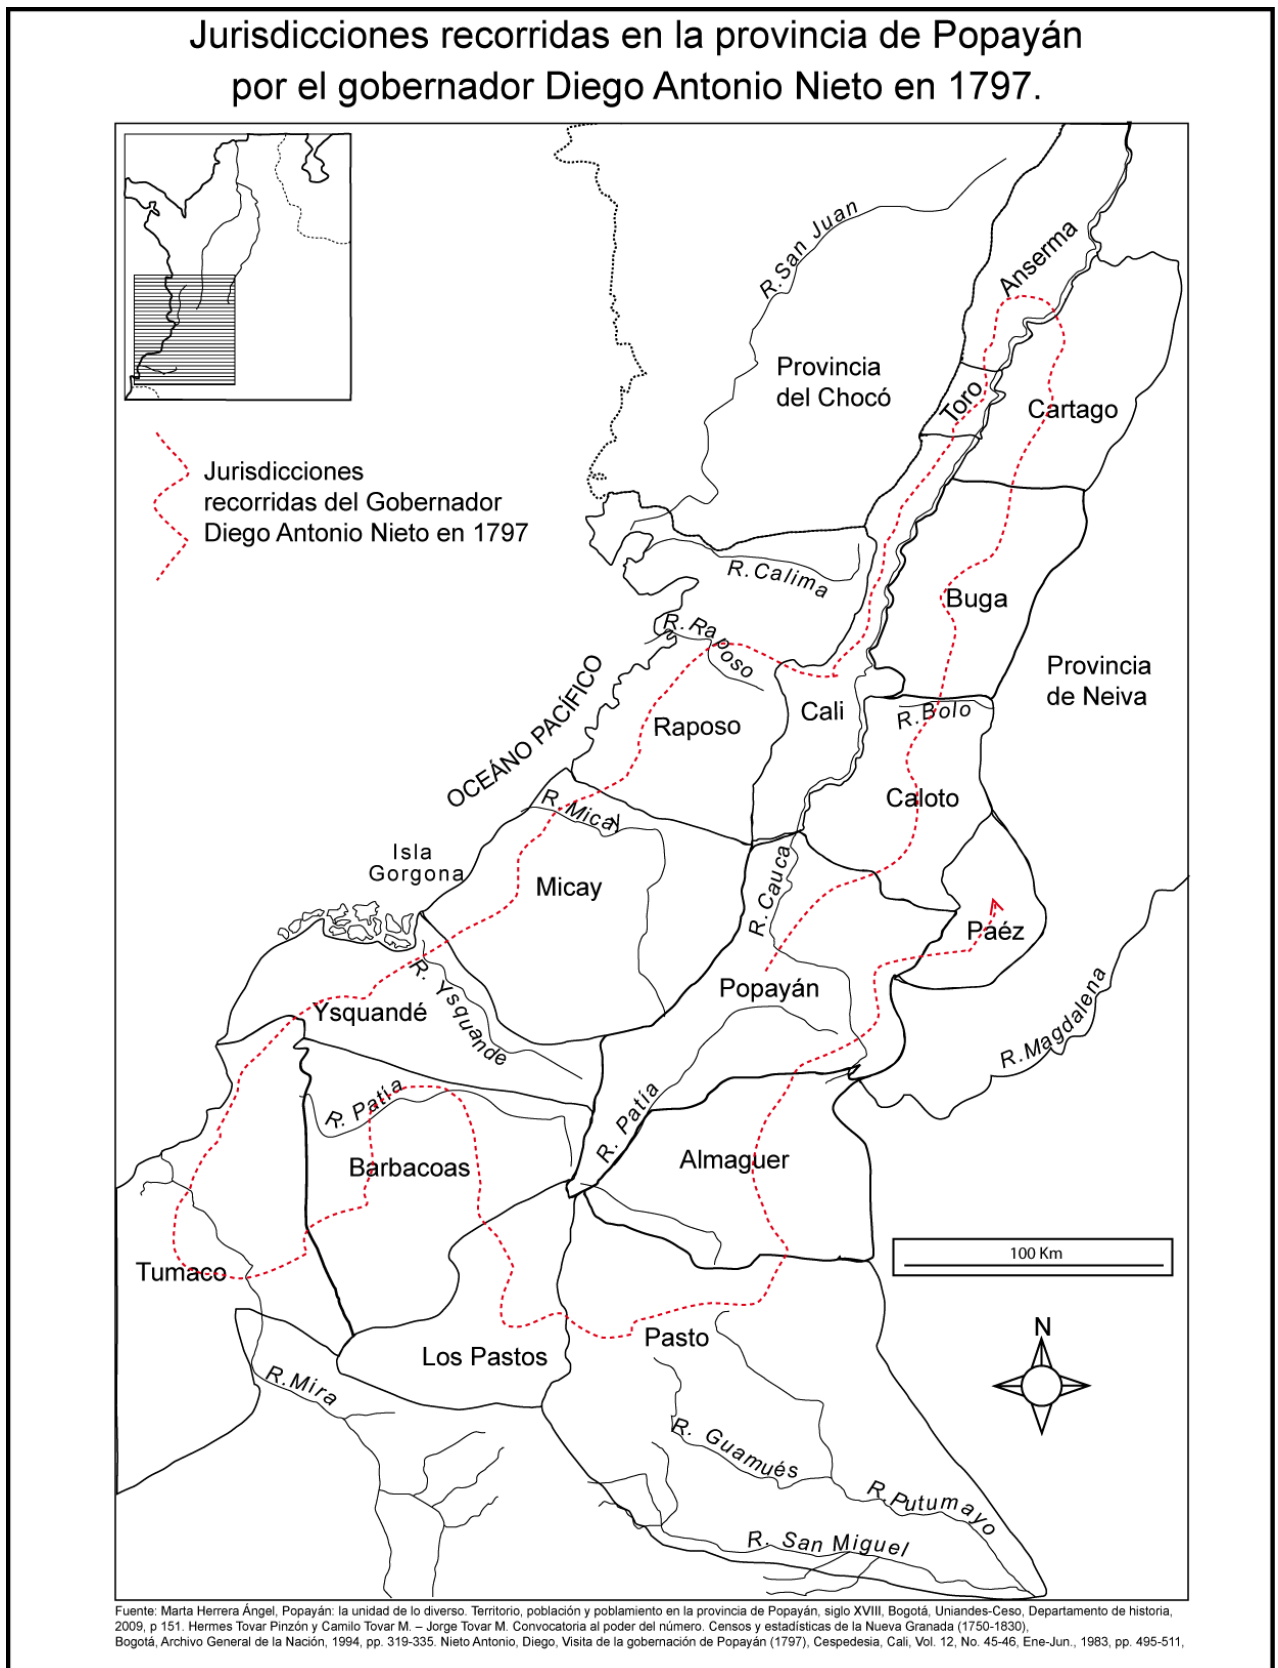 Jurisdicciones recorridas en la provincia de Popayán
por el gobernador Diego Antonio Nieto en 1797.
R. San Juan
Anserma
Provincia
del Chocó
Toro
Cartago
Jurisdicciones
recorridas del Gobernador
Diego Antonio Nieto en 1797
R. Calima
Buga
R. Raposo
Provincia
de Neiva
OCEÁNO PACÍFICO
Raposo
Cali
R. Bolo
R. Micay
Caloto
Isla
Gorgona
Micay
R. Cauca
Paéz
R. Ysquande
Popayán
Ysquandé
R. Magdalena
R. Patía
R. Patía
Barbacoas
Almaguer
100 Km
Tumaco
N
Pasto
Los Pastos
R. Mira
R. Guamués
R. Putumayo
R. San Miguel
Fuente: Marta Herrera Ángel, Popayán: la unidad de lo diverso. Territorio, población y poblamiento en la provincia de Popayán, siglo XVIII, Bogotá, Uniandes-Ceso, Departamento de historia,
2009, p 151. Hermes Tovar Pinzón y Camilo Tovar M. – Jorge Tovar M. Convocatoria al poder del número. Censos y estadísticas de la Nueva Granada (1750-1830),
Bogotá, Archivo General de la Nación, 1994, pp. 319-335. Nieto Antonio, Diego, Visita de la gobernación de Popayán (1797), Cespedesia, Cali, Vol. 12, No. 45-46, Ene-Jun., 1983, pp. 495-511,